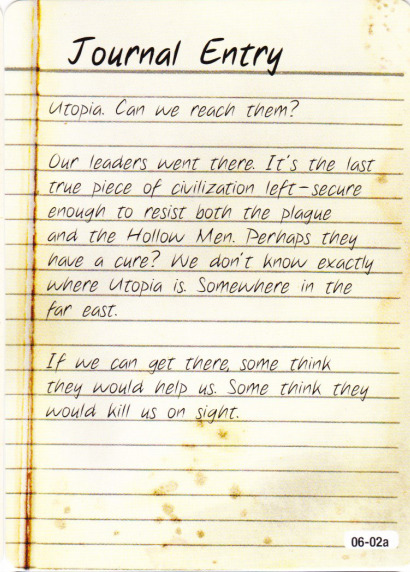 Journal Entry
Utopia. Can we reach them?
Our leaders went there. It's the last
true piece of civilization left–secure
enough to resist both the plague
and the Hollow Men. Perhaps they
have a cure? We don't know exactly
where Utopia is. Somewhere in the
far east.
If we can get there, some think
they would help us. Some think they
would kill us on sight.
06-02a